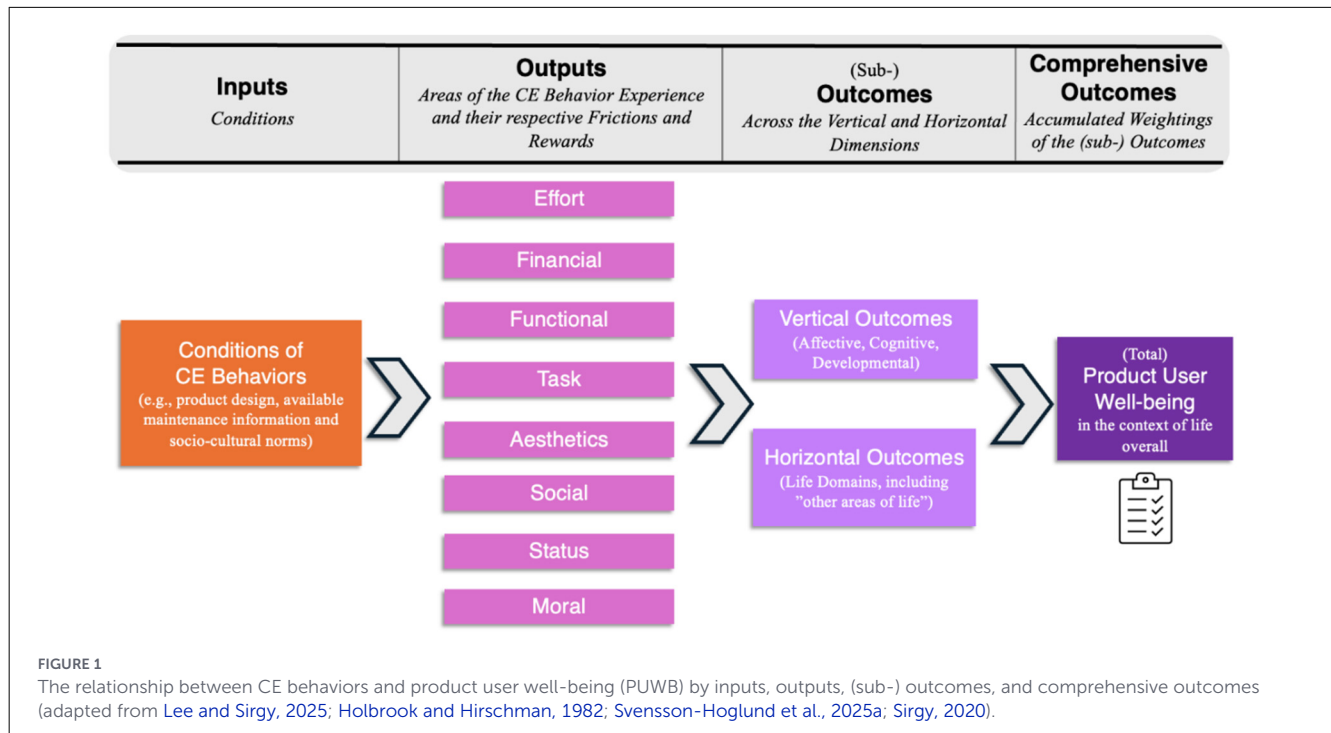 Inputs
Conditions
Outputs
Areas of the CE Behavior Experience
and their respective Frictions and
Rewards
(Sub-)
Outcomes
Across the Vertical and Horizontal
Dimensions
Comprehensive
Outcomes
Accumulated Weightings
of the (sub-) Outcomes
Conditions of
CE Behaviors
(e.g., product design, available
maintenance information and
socio-cultural norms)
Effort
Financial
Functional
Task
Aesthetics
Social
Status
Moral
Vertical Outcomes
(Affective, Cognitive,
Developmental)
Horizontal Outcomes
(Life Domains, including
”other areas of life”)
(Total)
Product User
Well-being
in the context of life
overall
FIGURE 1
The relationship between CE behaviors and product user well-being (PUWB) by inputs, outputs, (sub-) outcomes, and comprehensive outcomes
(adapted from Lee and Sirgy, 2025; Holbrook and Hirschman, 1982; Svensson-Hoglund et al., 2025a; Sirgy, 2020).